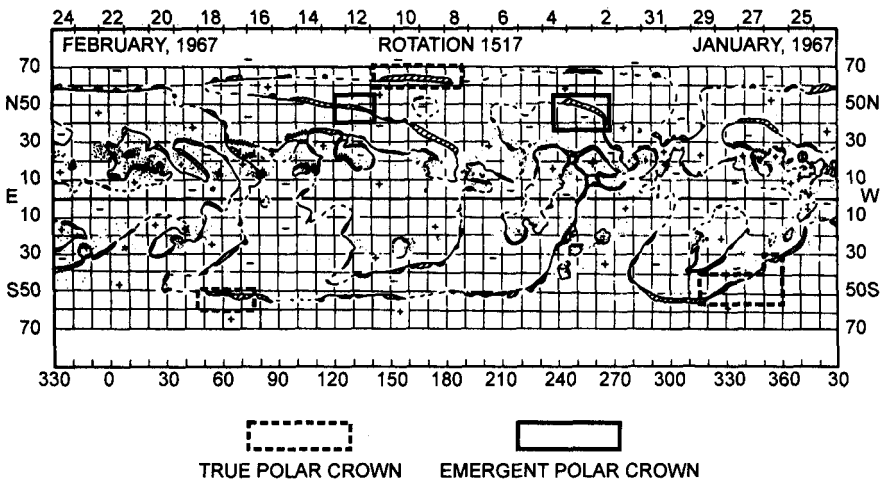 24 22 20 18 16 14 12 10 8 6 4 2 31 29 27 25
FEBRUARY, 1967 ROTATION 1517 JANUARY, 1967
70 70
N50 50N
30 30
10 10
E W
10 10
30 30
S50 50S
70 70
330 0 30 60 90 120 150 180 210 240 270 300 330 360 30
TRUE POLAR CROWN EMERGENT POLAR CROWN